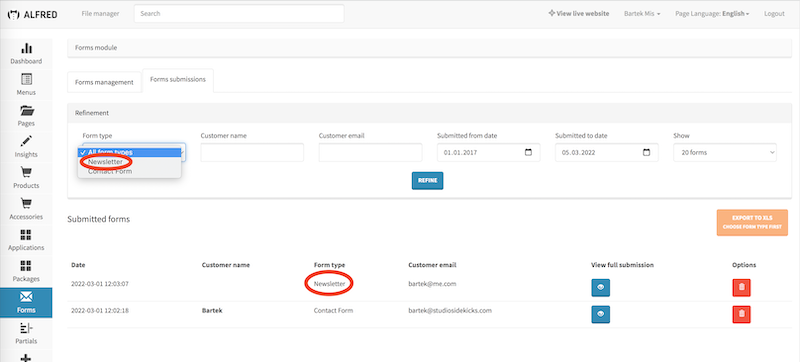 ALFRED
File manager
Search
View live website
Bartek Mis
Page Language: English
Logout
Dashboard
Menus
Pages
Insights
Products
Accessories
Applications
Packages
Forms
Partials
Forms module
Forms management
Forms submissions
Refinement
Form type
Customer name
Customer email
Submitted from date
Submitted to date
Show
✓ All form types
Newsletter
Contact Form
01.01.2017
05.03.2022
20 forms
REFINE
Submitted forms
EXPORT TO XLS
CHOOSE FORM TYPE FIRST
Date Customer name Form type Customer email View full submission Options
2022-03-01 12:03:07 Newsletter bartek@me.com
2022-03-01 12:02:18 Bartek Contact Form bartek@studiosidekicks.com